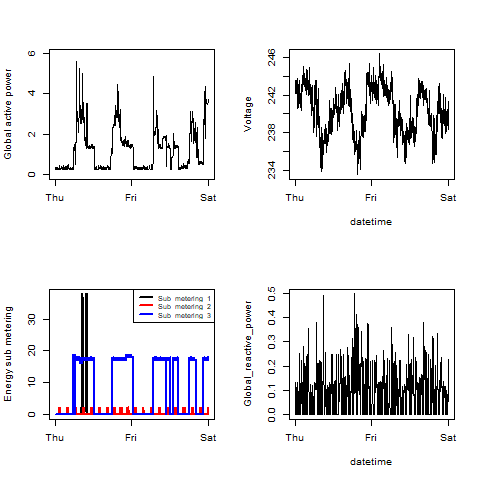 Global active power
0
2
4
6
Thu
Fri
Sat
Voltage
234
238
242
246
Thu
Fri
Sat
datetime
Energy sub metering
0
10
20
30
Thu
Fri
Sat
Sub metering 1
Sub metering 2
Sub metering 3
Global_reactive_power
0.0
0.1
0.2
0.3
0.4
0.5
Thu
Fri
Sat
datetime